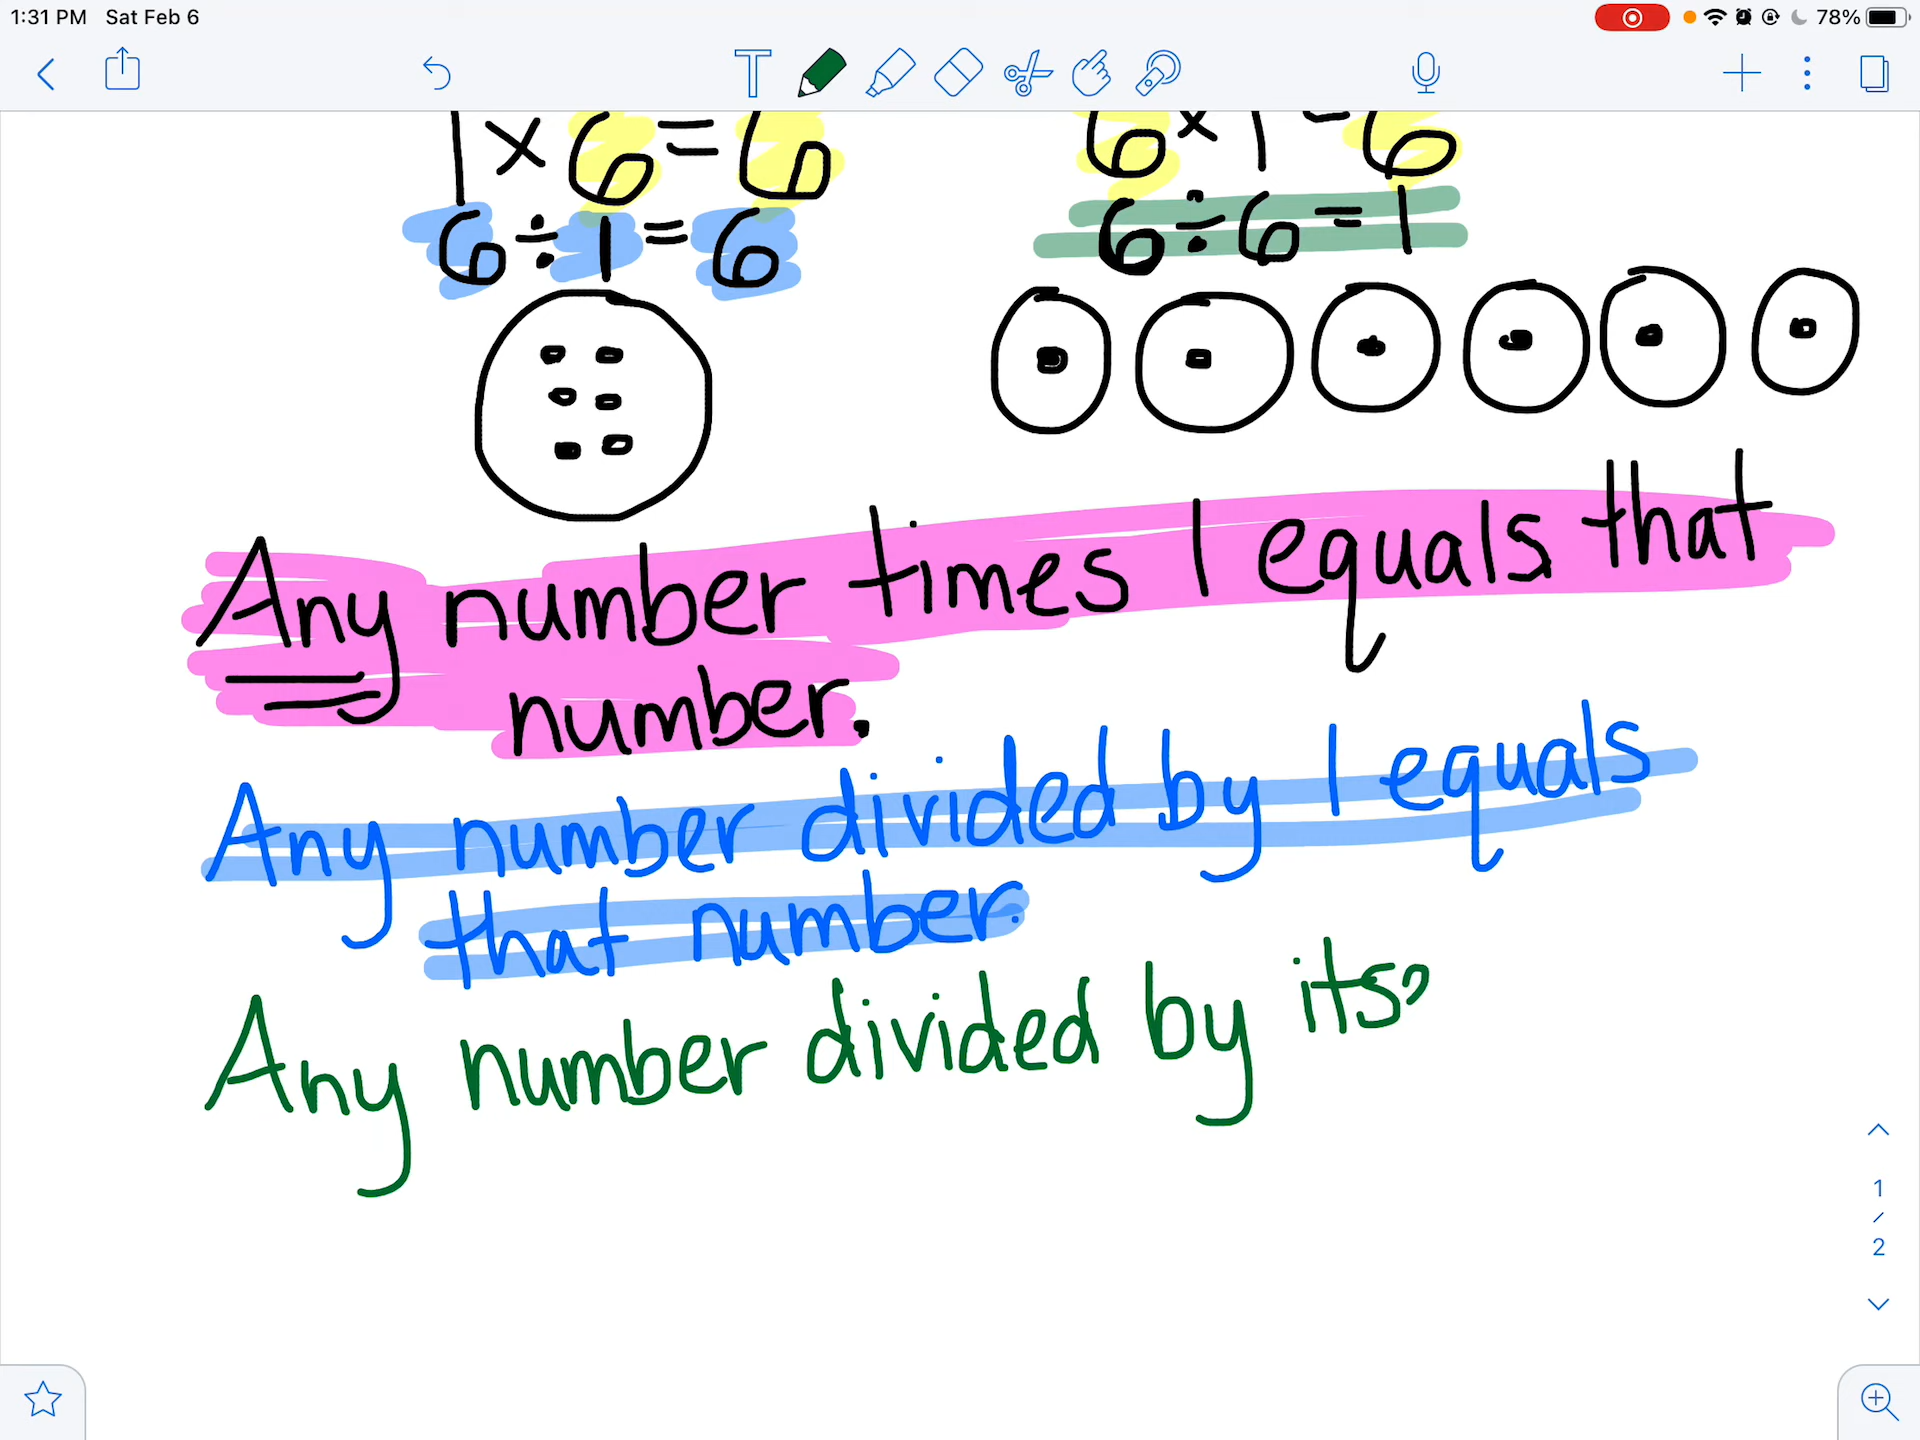 1:31 PM Sat Feb 6
78%
T
1 × 6 = 6
6 × 1 = 6
6 ÷ 1 = 6
6 ÷ 6 = 1
Any number times 1 equals that
number.
Any number divided by 1 equals
that number.
Any number divided by its
1
/
2